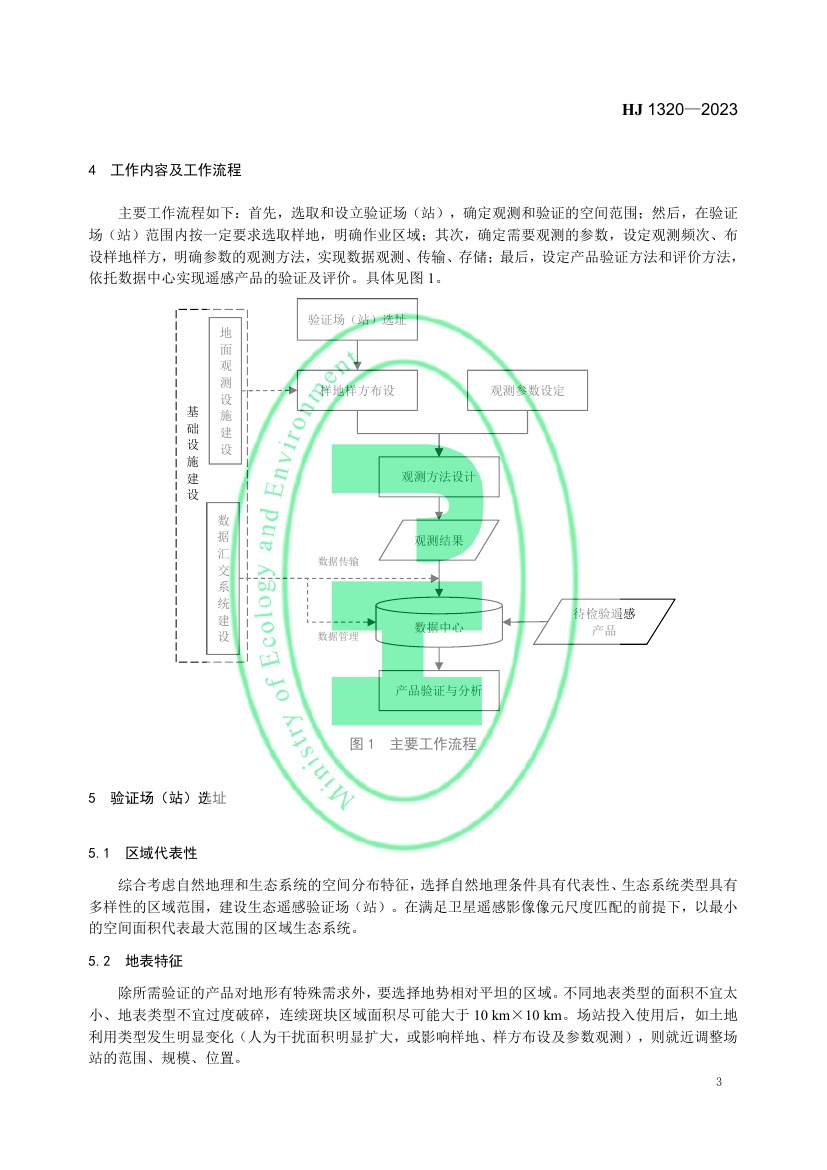 HJ 1320—2023
4 工作内容及工作流程
主要工作流程如下：首先，选取和设立验证场（站），确定观测和验证的空间范围；然后，在验证
场（站）范围内按一定要求选取样地，明确作业区域；其次，确定需要观测的参数，设定观测频次、布
设样地样方，明确参数的观测方法，实现数据观测、传输、存储；最后，设定产品验证方法和评价方法，
依托数据中心实现遥感产品的验证及评价。具体见图 1。
验证场（站）选址
地面观测设施建设
样地样方布设
观测参数设定
基础设施建设
观测方法设计
数据汇交系统建设
观测结果
数据传输
待检验遥感
产品
数据中心
数据管理
产品验证与分析
Ministry of Ecology and Environment
图 1 主要工作流程
5 验证场（站）选址
5.1 区域代表性
综合考虑自然地理和生态系统的空间分布特征，选择自然地理条件具有代表性、生态系统类型具有
多样性的区域范围，建设生态遥感验证场（站）。在满足卫星遥感影像像元尺度匹配的前提下，以最小
的空间面积代表最大范围的区域生态系统。
5.2 地表特征
除所需验证的产品对地形有特殊需求外，要选择地势相对平坦的区域。不同地表类型的面积不宜太
小、地表类型不宜过度破碎，连续斑块区域面积尽可能大于 10 km×10 km。场站投入使用后，如土地
利用类型发生明显变化（人为干扰面积明显扩大，或影响样地、样方布设及参数观测），则就近调整场
站的范围、规模、位置。
3